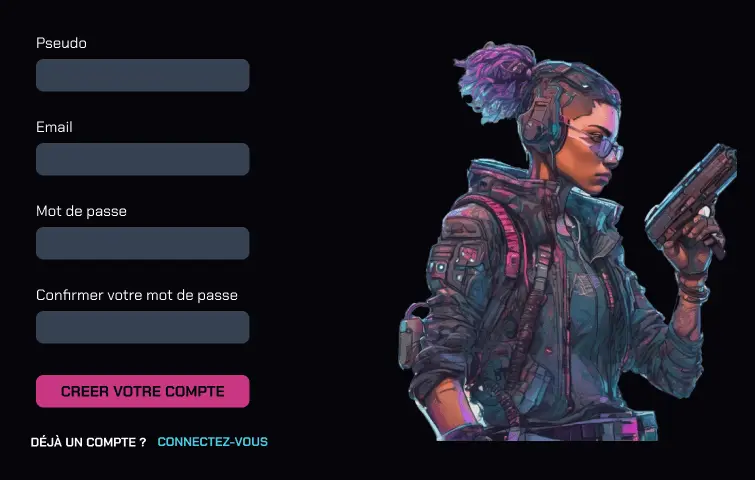 Pseudo
Email
Mot de passe
Confirmer votre mot de passe
CREER VOTRE COMPTE
DÉJÀ UN COMPTE ? CONNECTEZ-VOUS